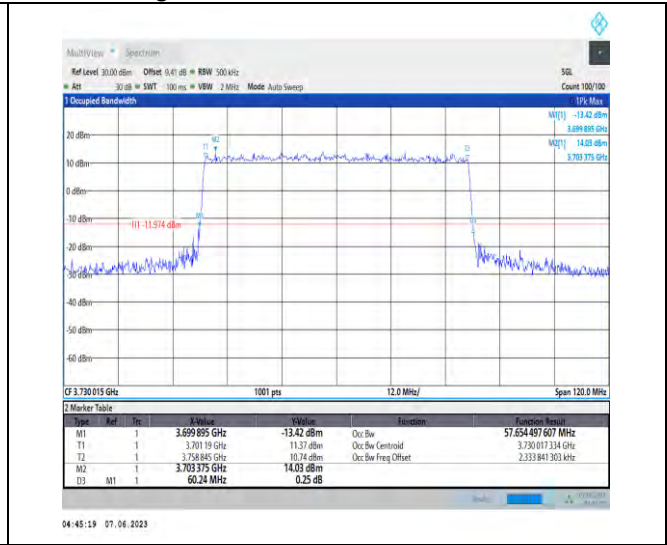 MultiView Spectrum
Ref Level 30.00 dBm Offset 9.41 dB RBW 500 kHz SGL
Att 30 dB SWT 100 ms VBW 2 MHz Mode Auto Sweep Count 100/100
1 Occupied Bandwidth 1Pk Max
M1[1] -13.42 dBm
3.699 895 GHz
M2[1] 14.03 dBm
3.703 375 GHz
20 dBm
M2
T1
T2
10 dBm
0 dBm
-10 dBm
M1
H1 -11.974 dBm
-20 dBm
-30 dBm
-40 dBm
-50 dBm
-60 dBm
CF 3.730 015 GHz 1001 pts 12.0 MHz/ Span 120.0 MHz
2 Marker Table
Type Ref Trc X-Value Y-Value Function Function Result
M1 1 3.699 895 GHz -13.42 dBm Occ Bw 57.654 497 607 MHz
T1 1 3.701 19 GHz 11.37 dBm Occ Bw Centroid 3.730 017 334 GHz
T2 1 3.758 845 GHz 10.74 dBm Occ Bw Freq Offset 2.333 841 303 kHz
M2 1 3.703 375 GHz 14.03 dBm
D3 M1 1 60.24 MHz 0.25 dB
04:45:19 07.06.2023